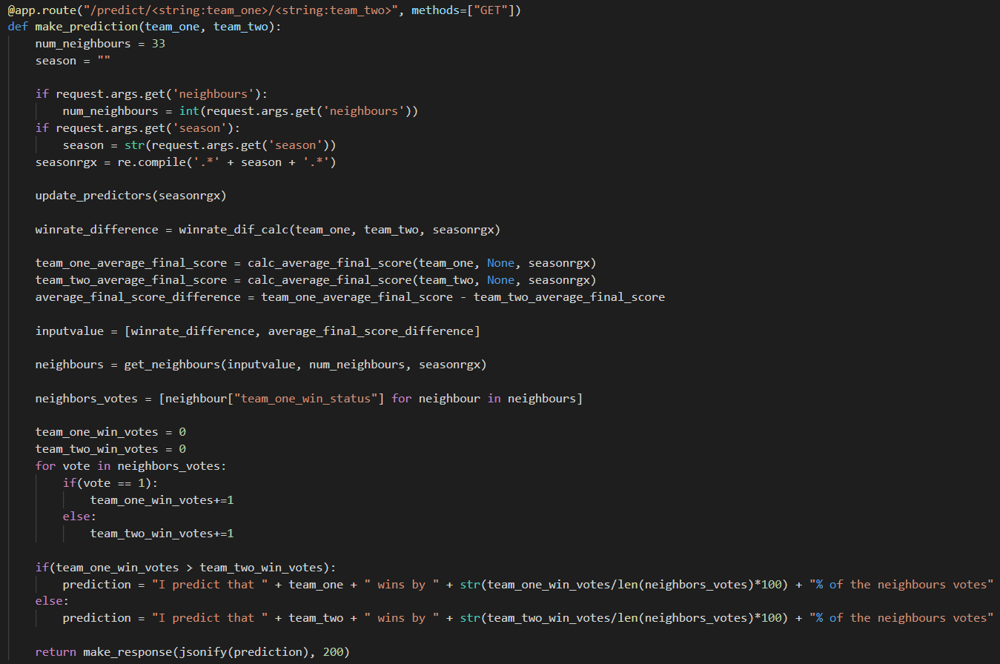 @app.route("/predict/<string:team_one>/<string:team_two>", methods=["GET"])
def make_prediction(team_one, team_two):
    num_neighbours = 33
    season = ""

    if request.args.get('neighbours'):
        num_neighbours = int(request.args.get('neighbours'))
    if request.args.get('season'):
        season = str(request.args.get('season'))
    seasonrgx = re.compile('.*' + season + '.*')

    update_predictors(seasonrgx)

    winrate_difference = winrate_dif_calc(team_one, team_two, seasonrgx)

    team_one_average_final_score = calc_average_final_score(team_one, None, seasonrgx)
    team_two_average_final_score = calc_average_final_score(team_two, None, seasonrgx)
    average_final_score_difference = team_one_average_final_score - team_two_average_final_score

    inputvalue = [winrate_difference, average_final_score_difference]

    neighbours = get_neighbours(inputvalue, num_neighbours, seasonrgx)

    neighbors_votes = [neighbour["team_one_win_status"] for neighbour in neighbours]

    team_one_win_votes = 0
    team_two_win_votes = 0
    for vote in neighbors_votes:
        if(vote == 1):
            team_one_win_votes+=1
        else:
            team_two_win_votes+=1

    if(team_one_win_votes > team_two_win_votes):
        prediction = "I predict that " + team_one + " wins by " + str(team_one_win_votes/len(neighbors_votes)*100) + "% of the neighbours votes"
    else:
        prediction = "I predict that " + team_two + " wins by " + str(team_two_win_votes/len(neighbors_votes)*100) + "% of the neighbours votes"

    return make_response(jsonify(prediction), 200)